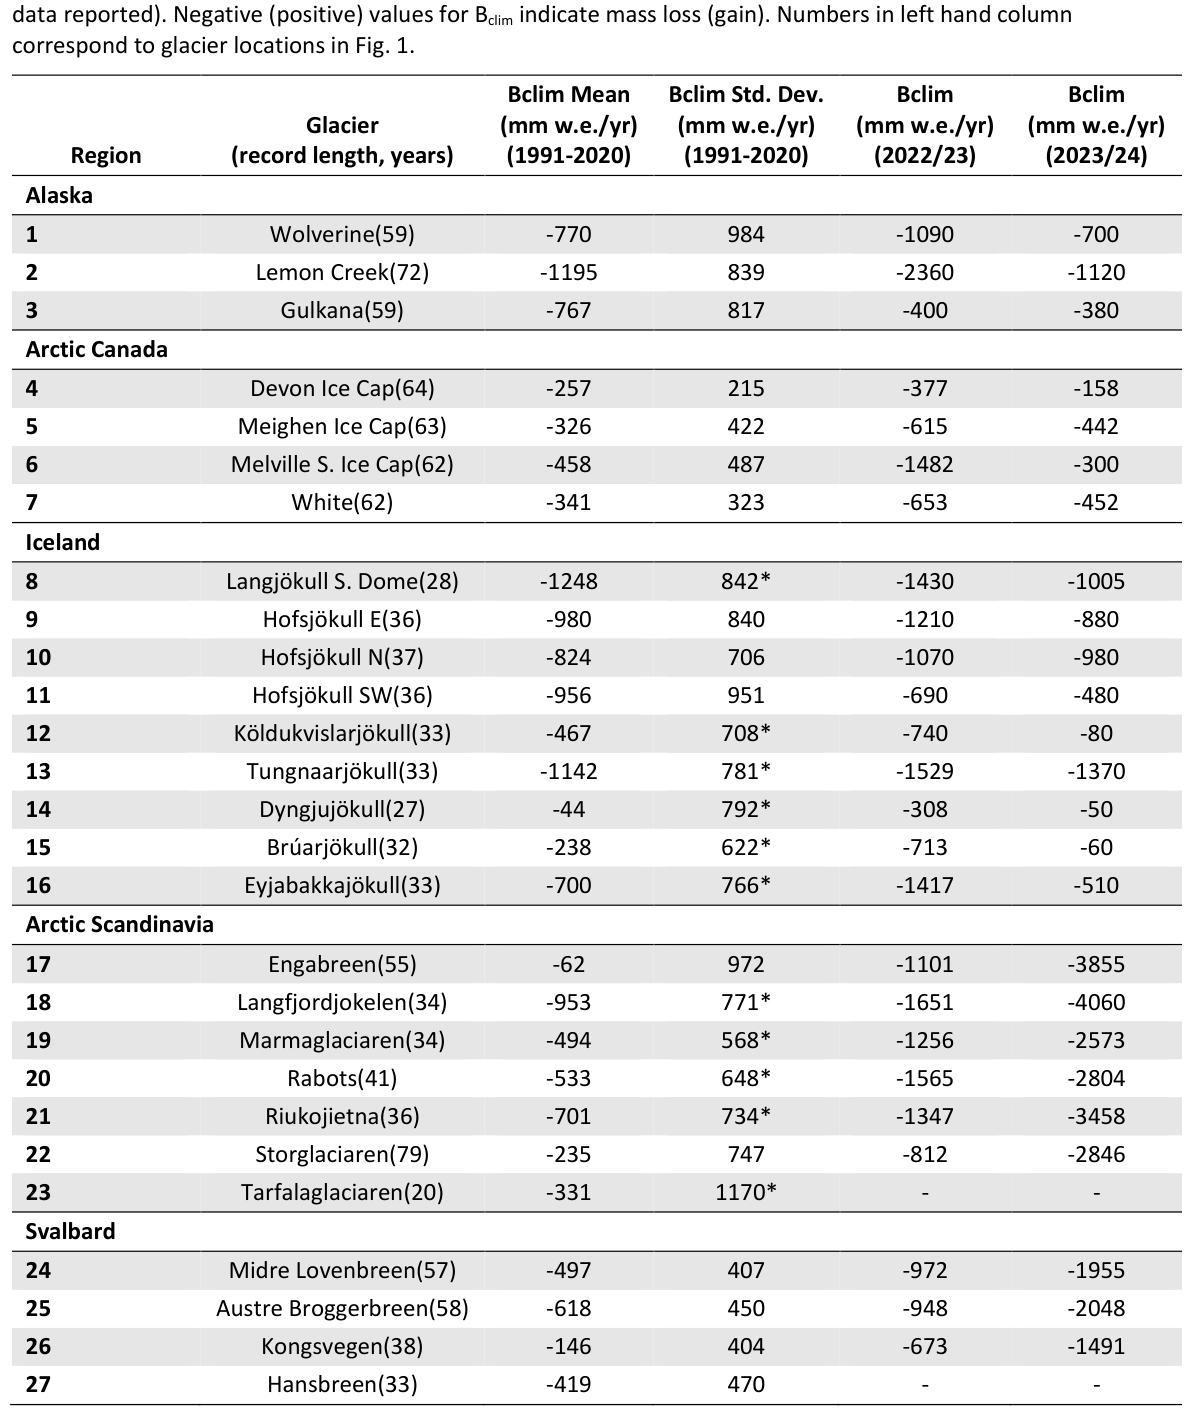 data reported). Negative (positive) values for Bclim indicate mass loss (gain). Numbers in left hand column
correspond to glacier locations in Fig. 1.
Region Glacier (record length, years) Bclim Mean (mm w.e./yr) (1991-2020) Bclim Std. Dev. (mm w.e./yr) (1991-2020) Bclim (mm w.e./yr) (2022/23) Bclim (mm w.e./yr) (2023/24)
Alaska
1 Wolverine(59) -770 984 -1090 -700
2 Lemon Creek(72) -1195 839 -2360 -1120
3 Gulkana(59) -767 817 -400 -380
Arctic Canada
4 Devon Ice Cap(64) -257 215 -377 -158
5 Meighen Ice Cap(63) -326 422 -615 -442
6 Melville S. Ice Cap(62) -458 487 -1482 -300
7 White(62) -341 323 -653 -452
Iceland
8 Langjökull S. Dome(28) -1248 842* -1430 -1005
9 Hofsjökull E(36) -980 840 -1210 -880
10 Hofsjökull N(37) -824 706 -1070 -980
11 Hofsjökull SW(36) -956 951 -690 -480
12 Köldukvislarjökull(33) -467 708* -740 -80
13 Tungnaarjökull(33) -1142 781* -1529 -1370
14 Dyngjujökull(27) -44 792* -308 -50
15 Brúarjökull(32) -238 622* -713 -60
16 Eyjabakkajökull(33) -700 766* -1417 -510
Arctic Scandinavia
17 Engabreen(55) -62 972 -1101 -3855
18 Langfjordjokelen(34) -953 771* -1651 -4060
19 Marmaglaciaren(34) -494 568* -1256 -2573
20 Rabots(41) -533 648* -1565 -2804
21 Riukojietna(36) -701 734* -1347 -3458
22 Storglaciaren(79) -235 747 -812 -2846
23 Tarfalaglaciaren(20) -331 1170* - -
Svalbard
24 Midre Lovenbreen(57) -497 407 -972 -1955
25 Austre Broggerbreen(58) -618 450 -948 -2048
26 Kongsvegen(38) -146 404 -673 -1491
27 Hansbreen(33) -419 470 - -